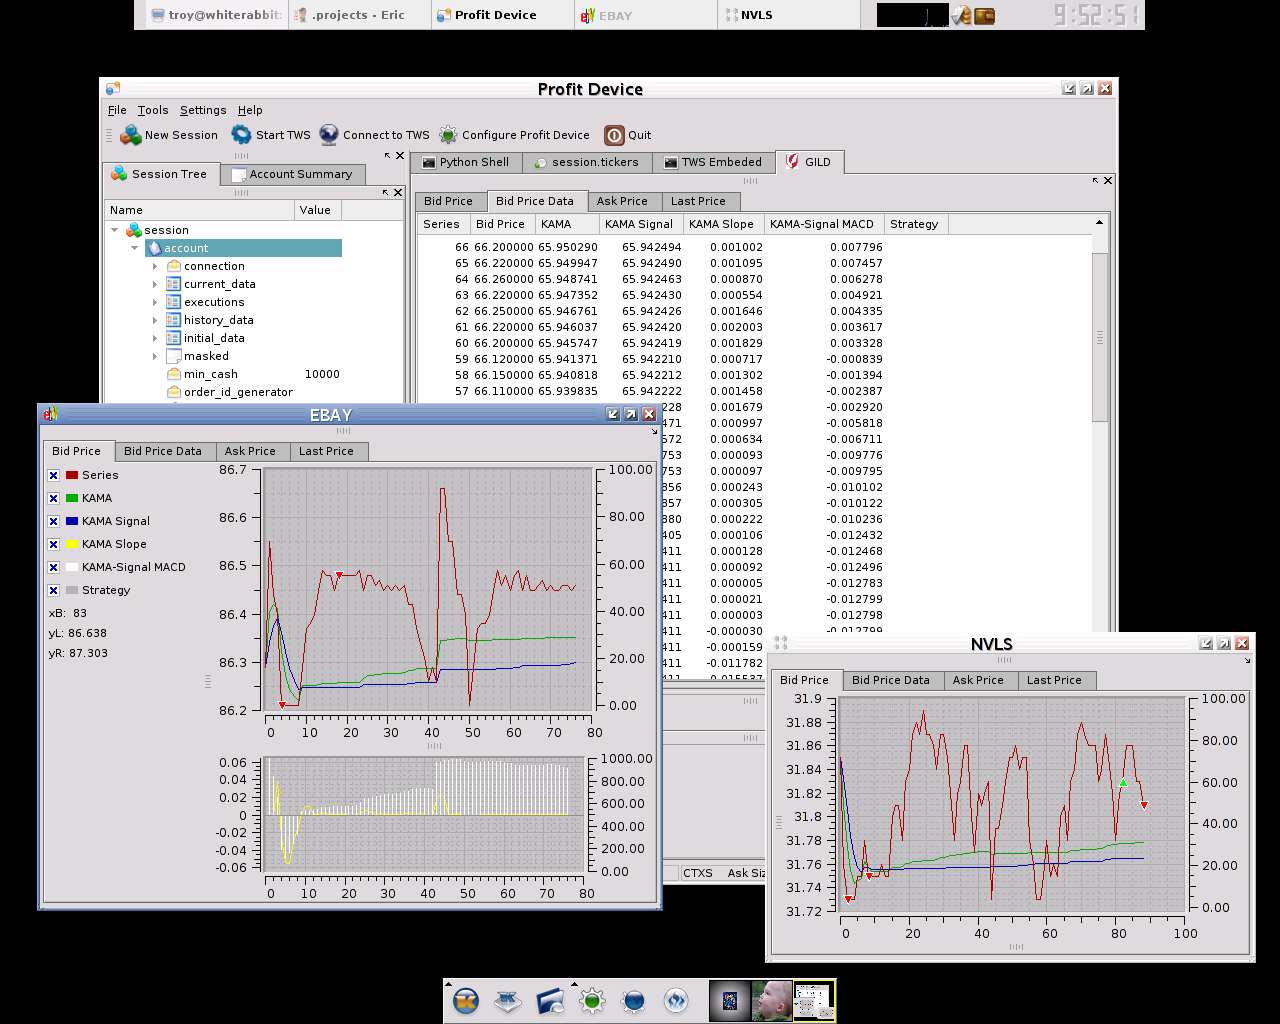 troy@whiterabbit: .projects - Eric Profit Device EBAY NVLS 9:52:51
Profit Device
File Tools Settings Help
New Session Start TWS Connect to TWS Configure Profit Device Quit
Session Tree Account Summary
Name Value
session
account
connection
current_data
executions
history_data
initial_data
masked
min_cash 10000
order_id_generator
Python Shell session.tickers TWS Embeded GILD
Bid Price Bid Price Data Ask Price Last Price
Series Bid Price KAMA KAMA Signal KAMA Slope KAMA-Signal MACD Strategy
66 66.200000 65.950290 65.942494 0.001002 0.007796
65 66.220000 65.949947 65.942490 0.001095 0.007457
64 66.260000 65.948741 65.942463 0.000870 0.006278
63 66.220000 65.947352 65.942430 0.000554 0.004921
62 66.250000 65.946761 65.942426 0.001646 0.004335
61 66.220000 65.946037 65.942420 0.002003 0.003617
60 66.200000 65.945747 65.942419 0.001829 0.003328
59 66.120000 65.941371 65.942210 0.000717 -0.000839
58 66.150000 65.940818 65.942212 0.001302 -0.001394
57 66.110000 65.939835 65.942222 0.001458 -0.002387
228 0.001679 -0.002920
471 0.000997 -0.005818
572 0.000634 -0.006711
753 0.000093 -0.009776
753 0.000097 -0.009795
856 0.000243 -0.010102
857 0.000305 -0.010122
880 0.000222 -0.010236
405 0.000106 -0.012432
411 0.000128 -0.012468
411 0.000092 -0.012496
411 0.000005 -0.012783
411 0.000021 -0.012799
411 0.000003 -0.012798
411 -0.000030 -0.012799
411 -0.000159
411 -0.011782
CTXS Ask Siz
EBAY
Bid Price Bid Price Data Ask Price Last Price
Series
KAMA
KAMA Signal
KAMA Slope
KAMA-Signal MACD
Strategy
xB: 83
yL: 86.638
yR: 87.303
86.7 100.00
86.6 80.00
86.5 60.00
86.4 40.00
86.3 20.00
86.2 0.00
0 10 20 30 40 50 60 70 80
0.06 1000.00
0.04 800.00
0.02 600.00
0 400.00
-0.02 200.00
-0.04 0.00
-0.06
0 10 20 30 40 50 60 70 80
NVLS
Bid Price Bid Price Data Ask Price Last Price
31.9 100.00
31.88 80.00
31.86 60.00
31.84 40.00
31.82 20.00
31.8 0.00
31.78
31.76
31.74
31.72
0 20 40 60 80 100